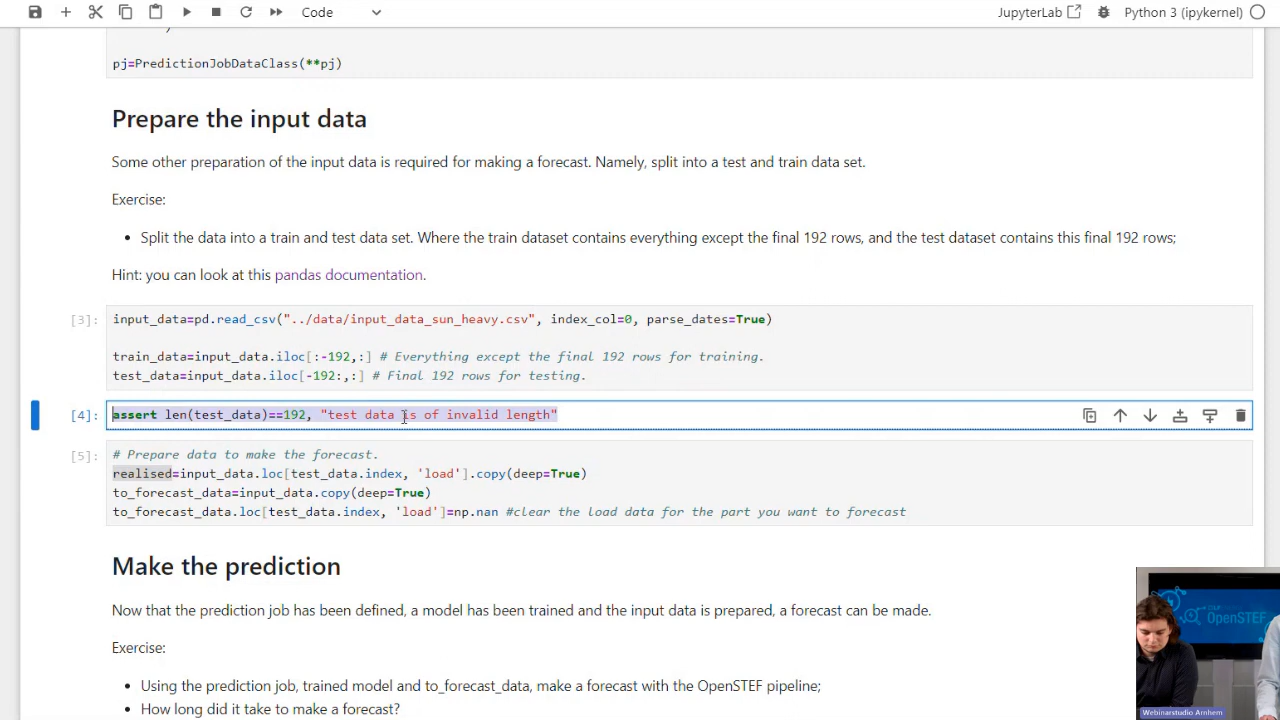 Code
JupyterLab
Python 3 (ipykernel)
pj=PredictionJobDataClass(**pj)
Prepare the input data
Some other preparation of the input data is required for making a forecast. Namely, split into a test and train data set.
Exercise:
• Split the data into a train and test data set. Where the train dataset contains everything except the final 192 rows, and the test dataset contains this final 192 rows;
Hint: you can look at this pandas documentation.
[3]:
input_data=pd.read_csv("../data/input_data_sun_heavy.csv", index_col=0, parse_dates=True)
train_data=input_data.iloc[:-192,:] # Everything except the final 192 rows for training.
test_data=input_data.iloc[-192:,:] # Final 192 rows for testing.
[4]:
assert len(test_data)==192, "test data is of invalid length"
[5]:
# Prepare data to make the forecast.
realised=input_data.loc[test_data.index, 'load'].copy(deep=True)
to_forecast_data=input_data.copy(deep=True)
to_forecast_data.loc[test_data.index, 'load']=np.nan #clear the load data for the part you want to forecast
Make the prediction
Now that the prediction job has been defined, a model has been trained and the input data is prepared, a forecast can be made.
Exercise:
• Using the prediction job, trained model and to_forecast_data, make a forecast with the OpenSTEF pipeline;
• How long did it take to make a forecast?
OpenSTEF
Webinarstudio Arnhem